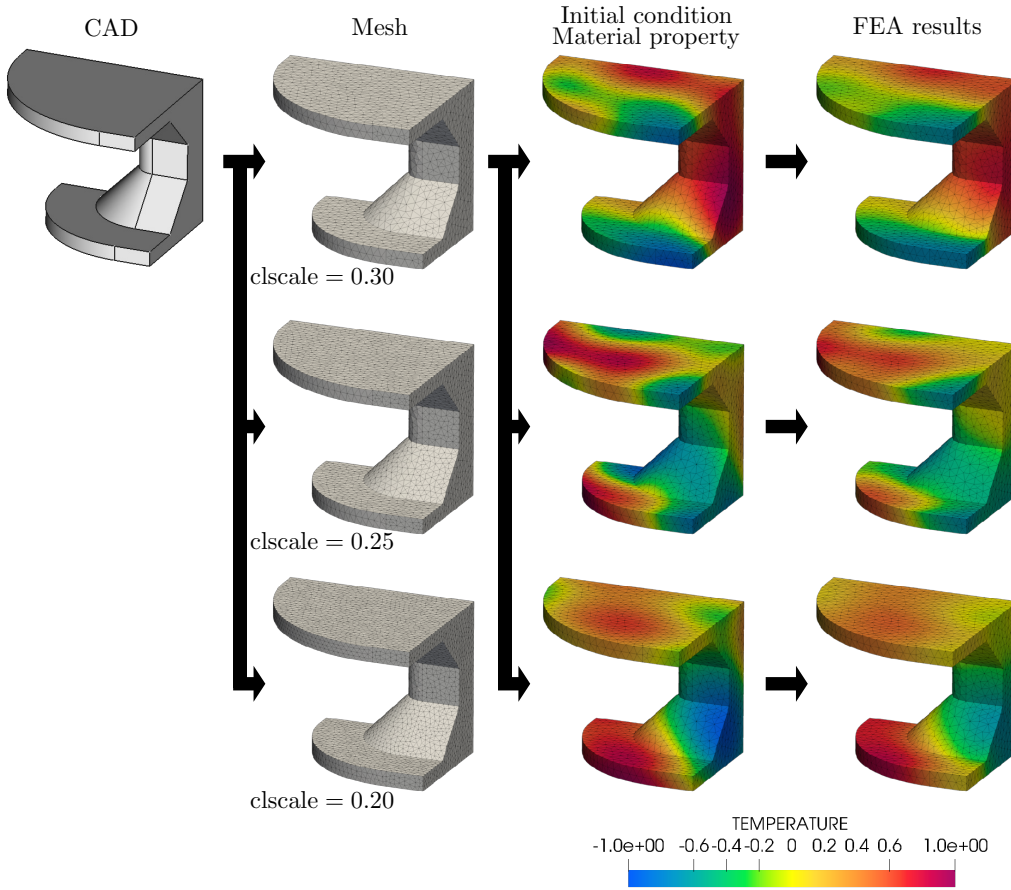 CAD
Mesh
Initial condition
Material property
FEA results
clscale = 0.30
clscale = 0.25
clscale = 0.20
TEMPERATURE
-1.0e+00 -0.6 -0.4 -0.2 0 0.2 0.4 0.6 1.0e+00